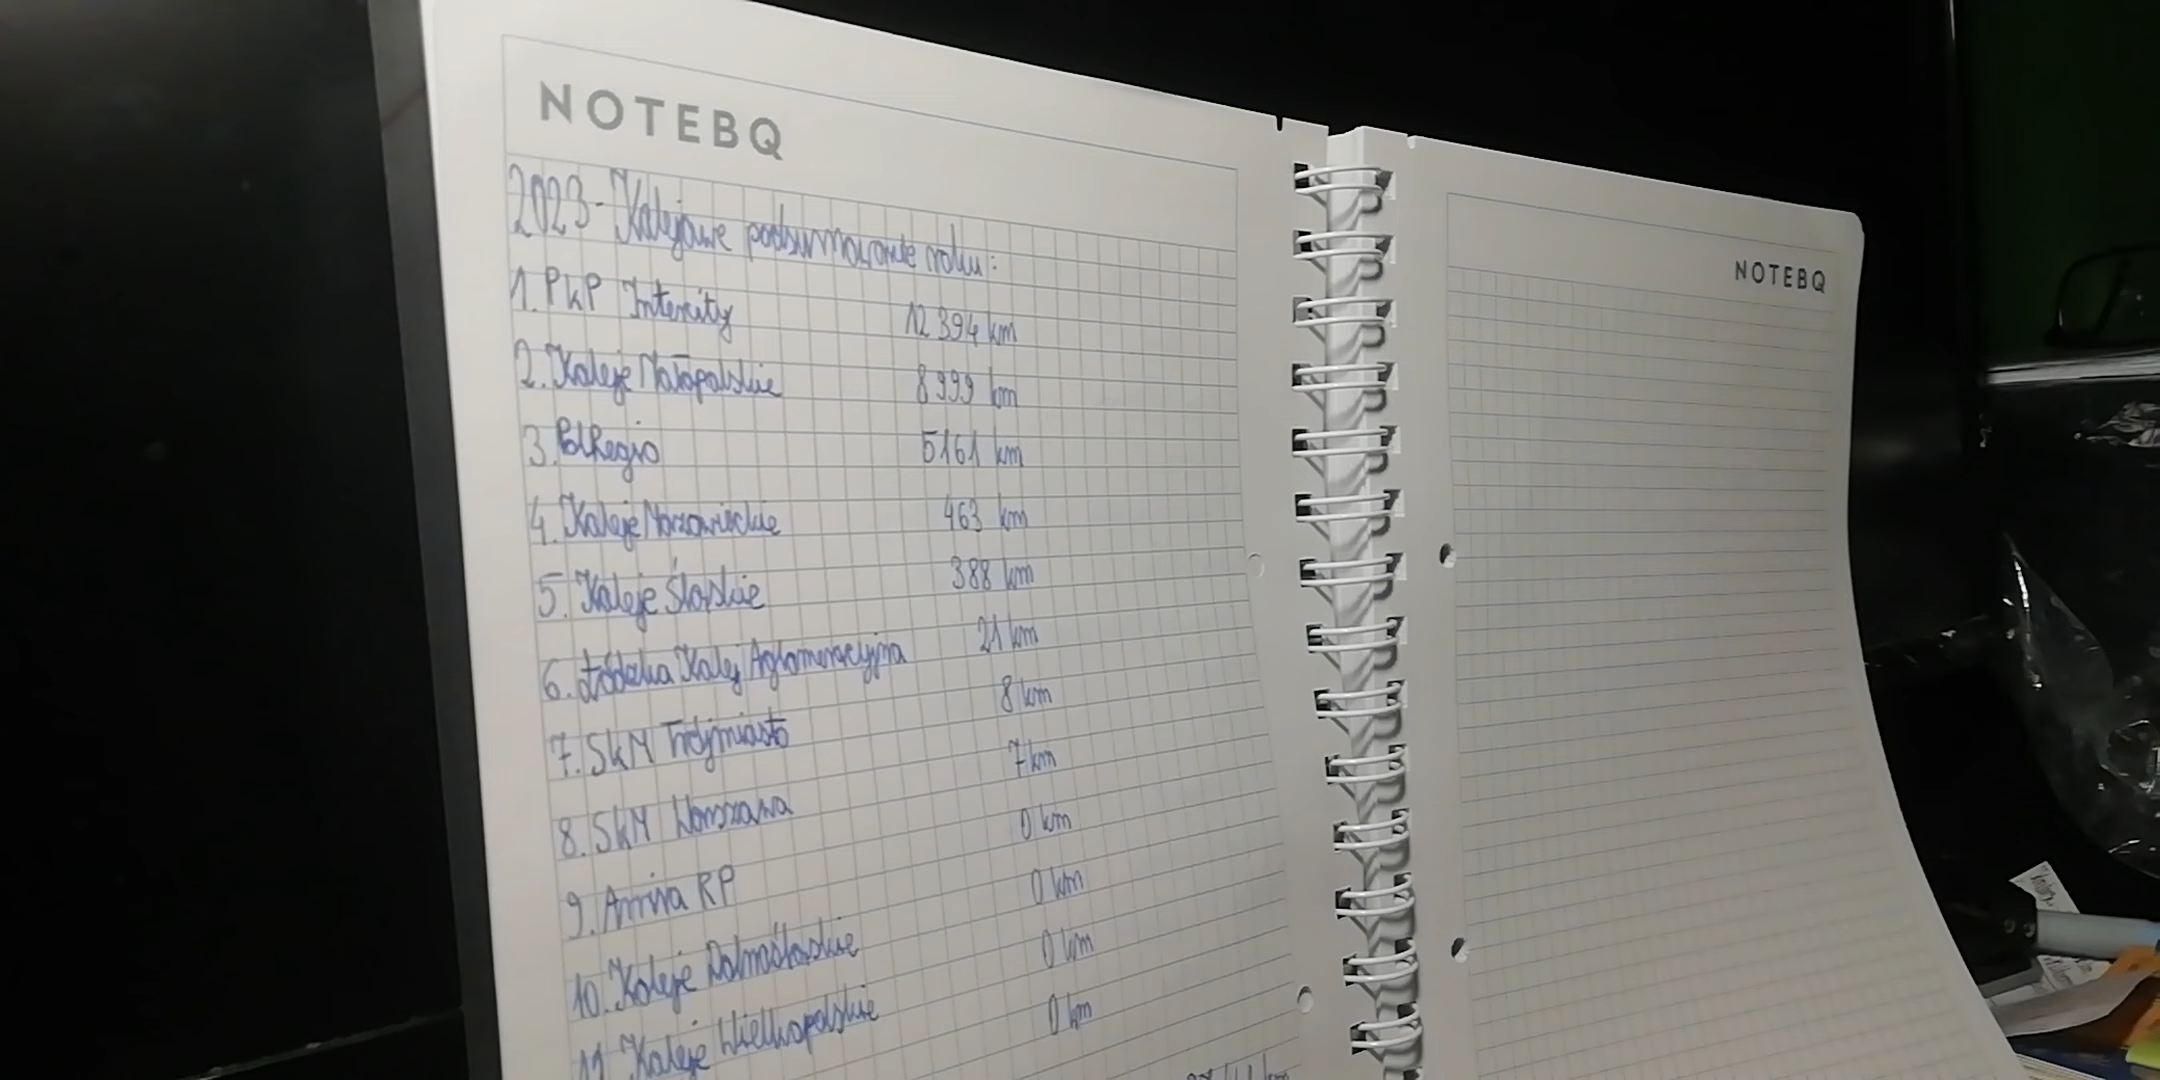 NOTEBQ
2023 - Kolejowe podsumowanie roku:
1. PKP Intercity 12 394 km
2. Koleje Małopolskie 8 999 km
3. PolRegio 5161 km
4. Koleje Mazowieckie 463 km
5. Koleje Śląskie 388 km
6. Łódzka Kolej Aglomeracyjna 21 km
7. SKM Trójmiasto 8 km
8. SKM Warszawa 7 km
9. Arriva RP 0 km
10. Koleje Dolnośląskie 0 km
11. Koleje Wielkopolskie 0 km
0 km
NOTEBQ